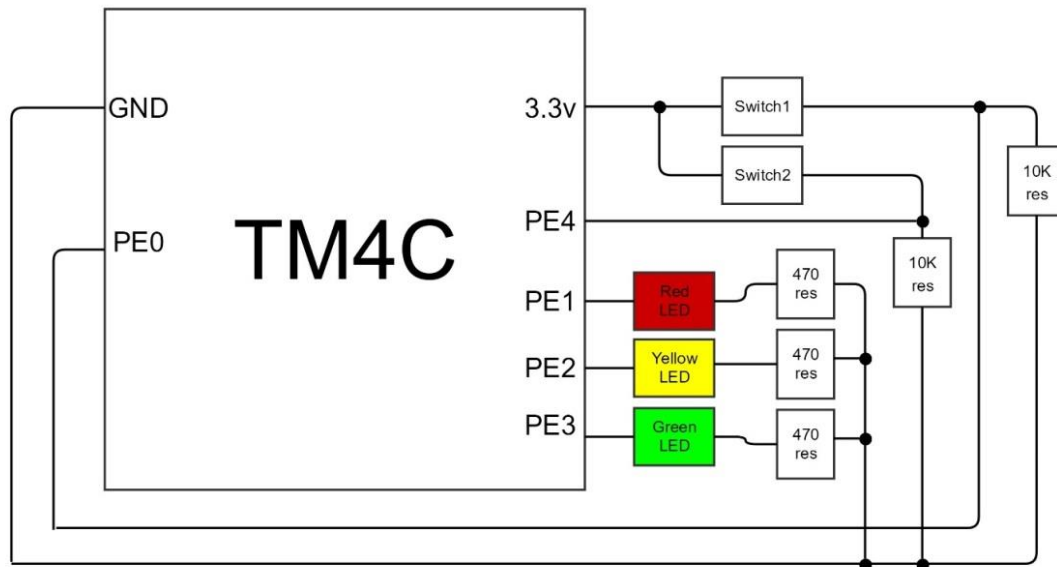 GND
3.3v
Switch1
10K
res
Switch2
PE4
PE0
TM4C
10K
res
PE1
Red
LED
470
res
PE2
Yellow
LED
470
res
PE3
Green
LED
470
res